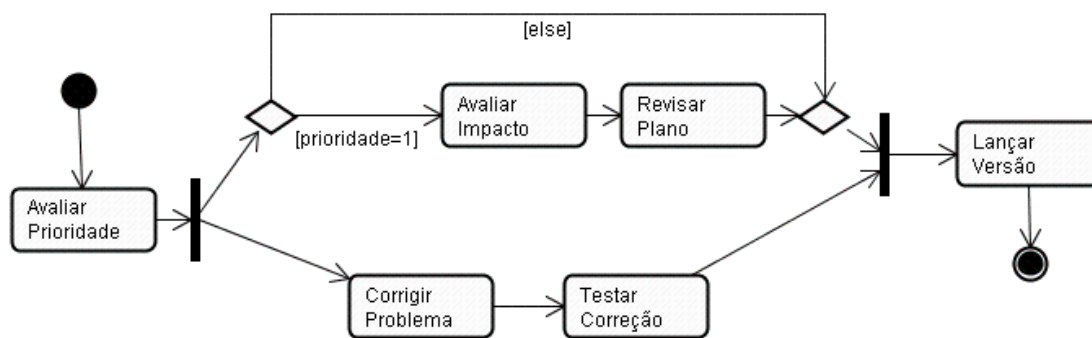 [else]
Avaliar
Impacto
Revisar
Plano
[prioridade=1]
Lançar
Versão
Avaliar
Prioridade
Corrigir
Problema
Testar
Correção